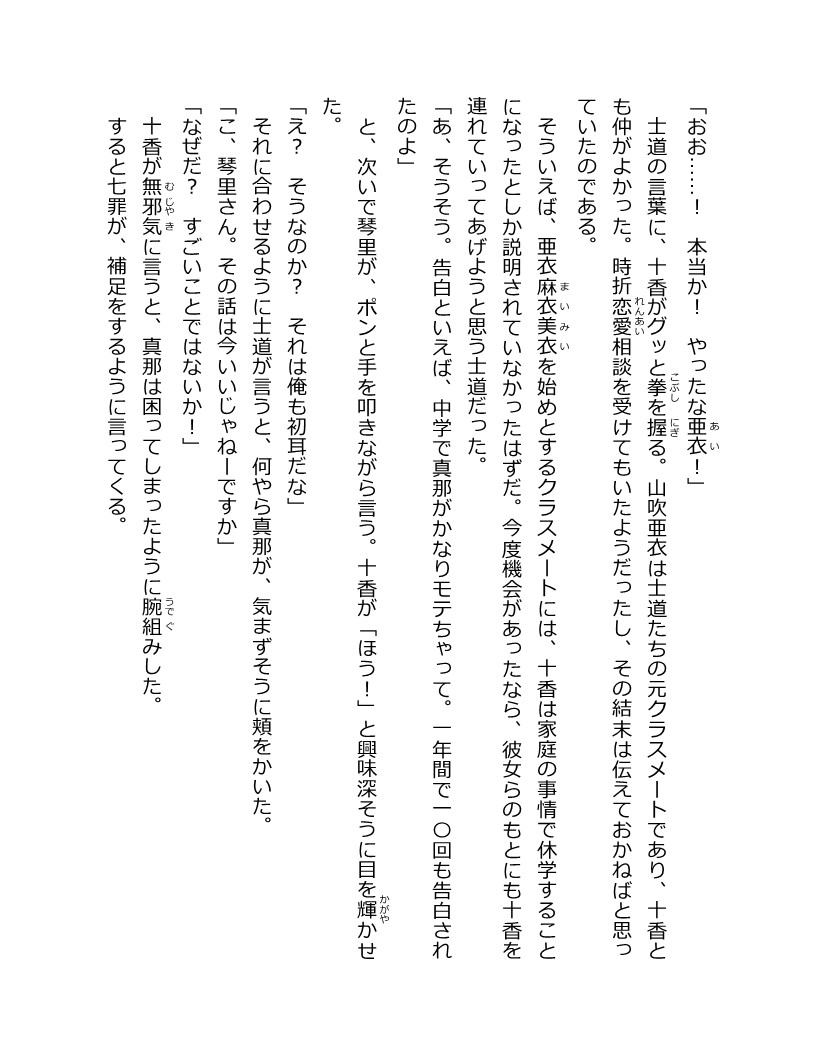 「おお……！　本当か！　やったな亜衣！」
　士道の言葉に、十香がグッと拳を握る。山吹亜衣は士道たちの元クラスメートであり、十香と
も仲がよかった。時折恋愛相談を受けてもいたようだったし、その結末は伝えておかねばと思っ
ていたのである。
　そういえば、亜衣麻衣美衣を始めとするクラスメートには、十香は家庭の事情で休学すること
になったとしか説明されていなかったはずだ。今度機会があったなら、彼女らのもとにも十香を
連れていってあげようと思う士道だった。
「あ、そうそう。告白といえば、中学で真那がかなりモテちゃって。一年間で一〇回も告白され
たのよ」
　と、次いで琴里が、ポンと手を叩きながら言う。十香が「ほう！」と興味深そうに目を輝かせ
た。
「え？　そうなのか？　それは俺も初耳だな」
　それに合わせるように士道が言うと、何やら真那が、気まずそうに頬をかいた。
「こ、琴里さん。その話は今いいじゃねーですか」
「なぜだ？　すごいことではないか！」
　十香が無邪気に言うと、真那は困ってしまったように腕組みした。
　すると七罪が、補足をするように言ってくる。